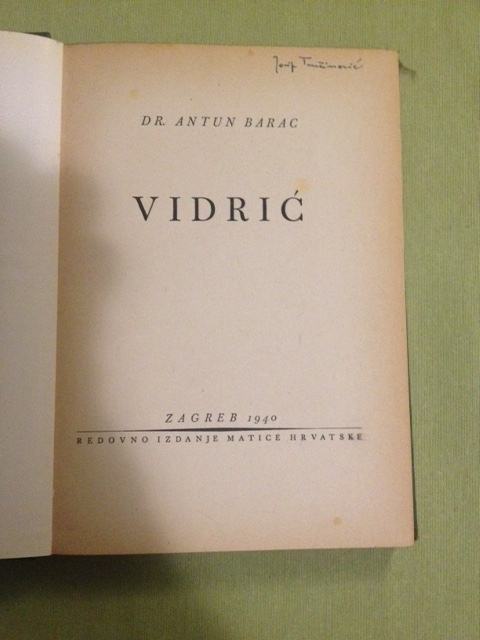 DR. ANTUN BARAC
VIDRIĆ
ZAGREB 1940
REDOVNO IZDANJE MATICE HRVATSKE